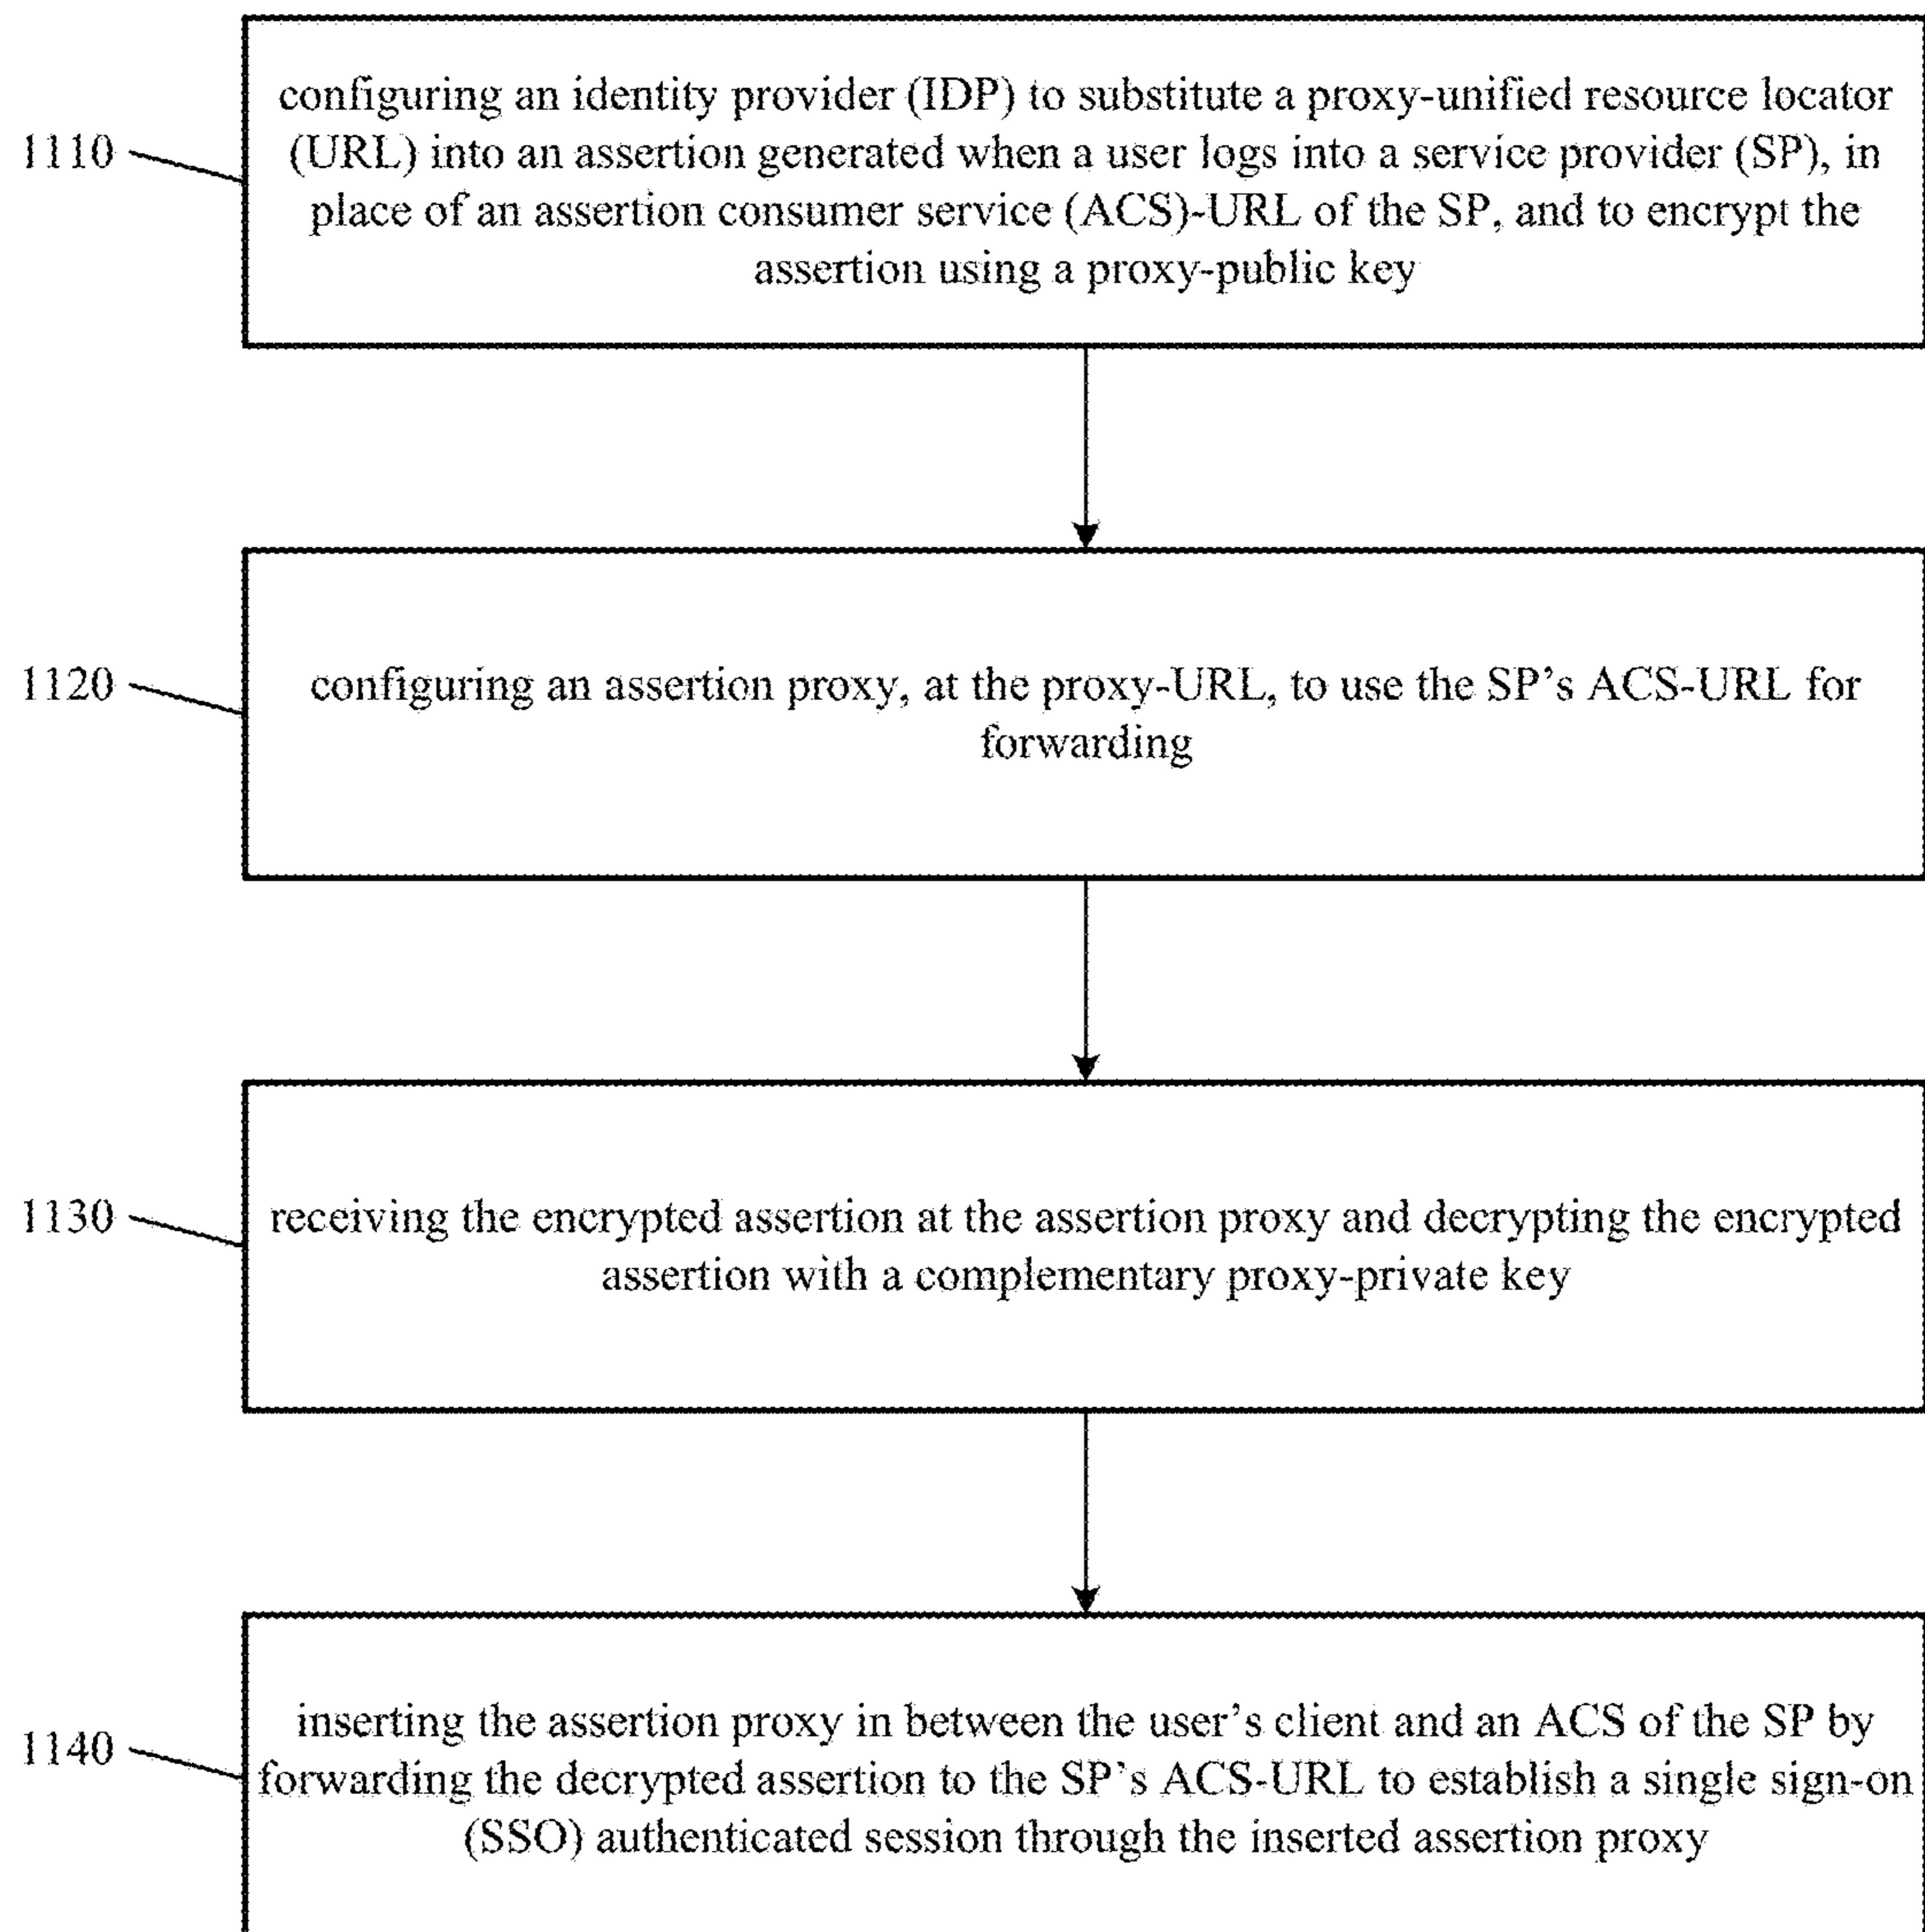 configuring an identity provider (IDP) to substitute a proxy-unified resource locator
1110
(URL) into an assertion generated when a user logs into a service provider (SP), in
place of an assertion consumer service (ACS)-URL of the SP, and to encrypt the
assertion using a proxy-public key
1120
configuring an assertion proxy, at the proxy-URL, to use the SP's ACS-URL for
forwarding
1130
receiving the encrypted assertion at the assertion proxy and decrypting the encrypted
assertion with a complementary proxy-private key
inserting the assertion proxy in between the user's client and an ACS of the SP by
1140
forwarding the decrypted assertion to the SP's ACS-URL to establish a single sign-on
(SSO) authenticated session through the inserted assertion proxy